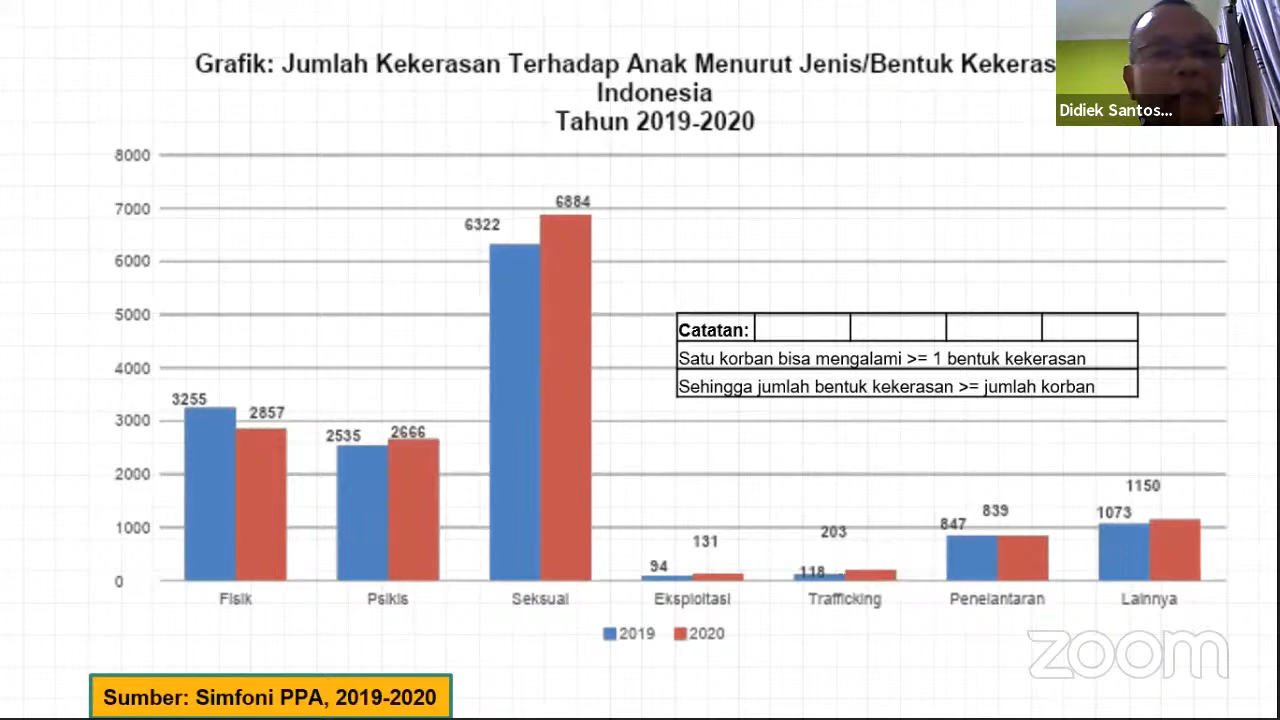 Grafik: Jumlah Kekerasan Terhadap Anak Menurut Jenis/Bentuk Kekeras
Indonesia
Tahun 2019-2020
Didiek Santos...
8000
7000
6000
5000
4000
3000
2000
1000
0
3255
2857
2535
2666
6322
6884
94
131
118
203
847
839
1073
1150
Catatan:
Satu korban bisa mengalami >= 1 bentuk kekerasan
Sehingga jumlah bentuk kekerasan >= jumlah korban
Fisik
Psikis
Seksual
Eksploitasi
Trafficking
Penelantaran
Lainnya
2019
2020
zoom
Sumber: Simfoni PPA, 2019-2020